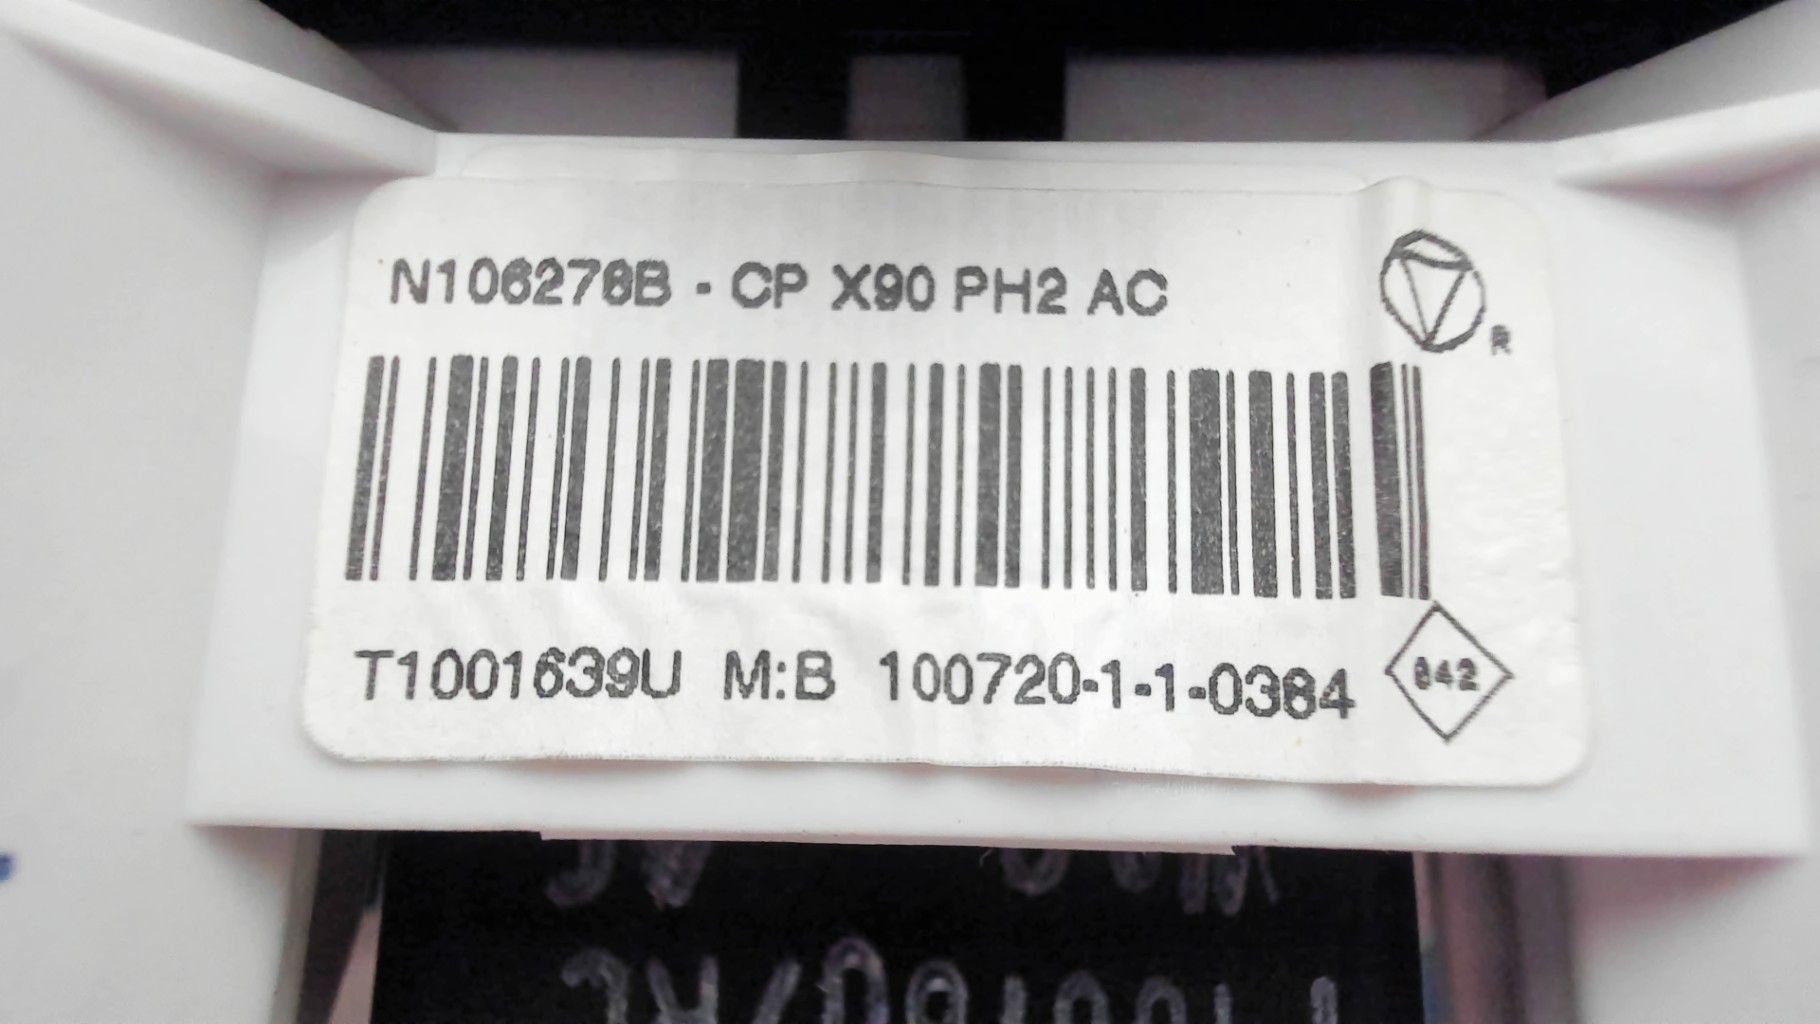 N106278B - CP X90 PH2 AC
R
T1001639U M:B 100720-1-1-0384
842